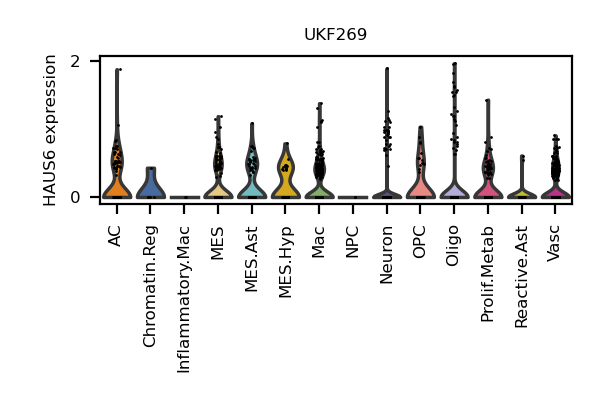 UKF269
HAUS6 expression
2
0
AC
Chromatin.Reg
Inflammatory.Mac
MES
MES.Ast
MES.Hyp
Mac
NPC
Neuron
OPC
Oligo
Prolif.Metab
Reactive.Ast
Vasc